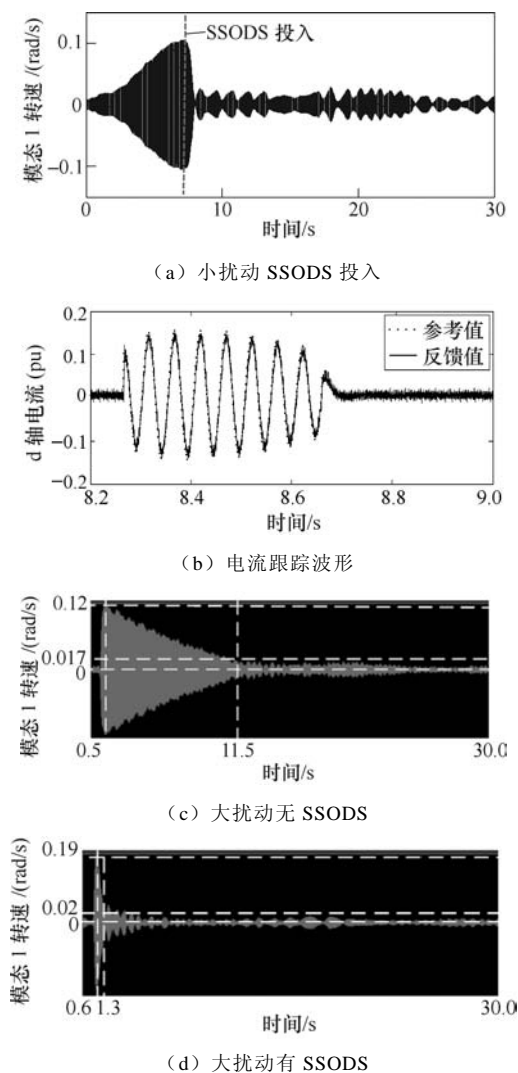 SSODS 投入
模态 1 转速 /(rad/s)
0.1
0
−0.1
0
10
20
30
时间/s
（a）小扰动 SSODS 投入
d 轴电流 (pu)
0.2
0.1
0
−0.1
−0.2
参考值
反馈值
8.2
8.4
8.6
8.8
9.0
时间/s
（b）电流跟踪波形
模态 1 转速 /(rad/s)
0.12
0.017
0
0.5
11.5
30.0
时间/s
（c）大扰动无 SSODS
模态 1 转速 /(rad/s)
0.19
0.02
0
0.6
1.3
30.0
时间/s
（d）大扰动有 SSODS